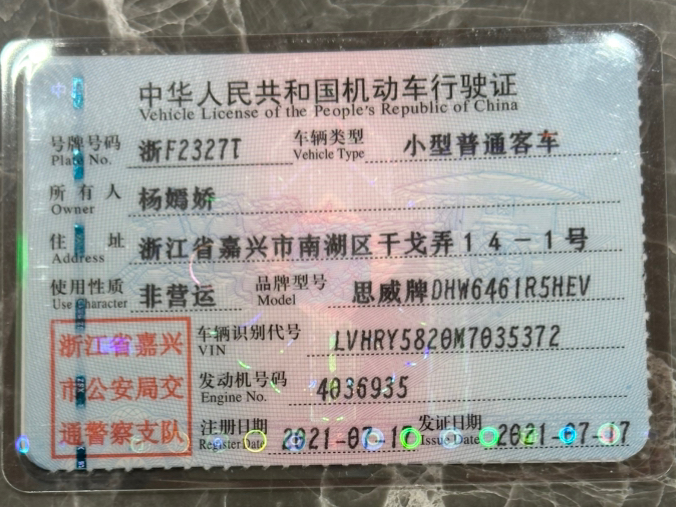 中华人民共和国机动车行驶证
Vehicle License of the People's Republic of China
号牌号码 浙F2327T 车辆类型 小型普通客车
Plate No. Vehicle Type
所有人 杨嫣娇
Owner
住址 浙江省嘉兴市南湖区干戈弄14-1号
Address
使用性质 非营运 品牌型号 思威牌DHW6461R5HEV
Use Character Model
浙江省嘉兴 车辆识别代号 LVHRY5820M7035372
VIN
市公安局交 发动机号码 4036935
Engine No.
通警察支队 注册日期 2021-07-17 发证日期 2021-07-17
Register Date Issue Date